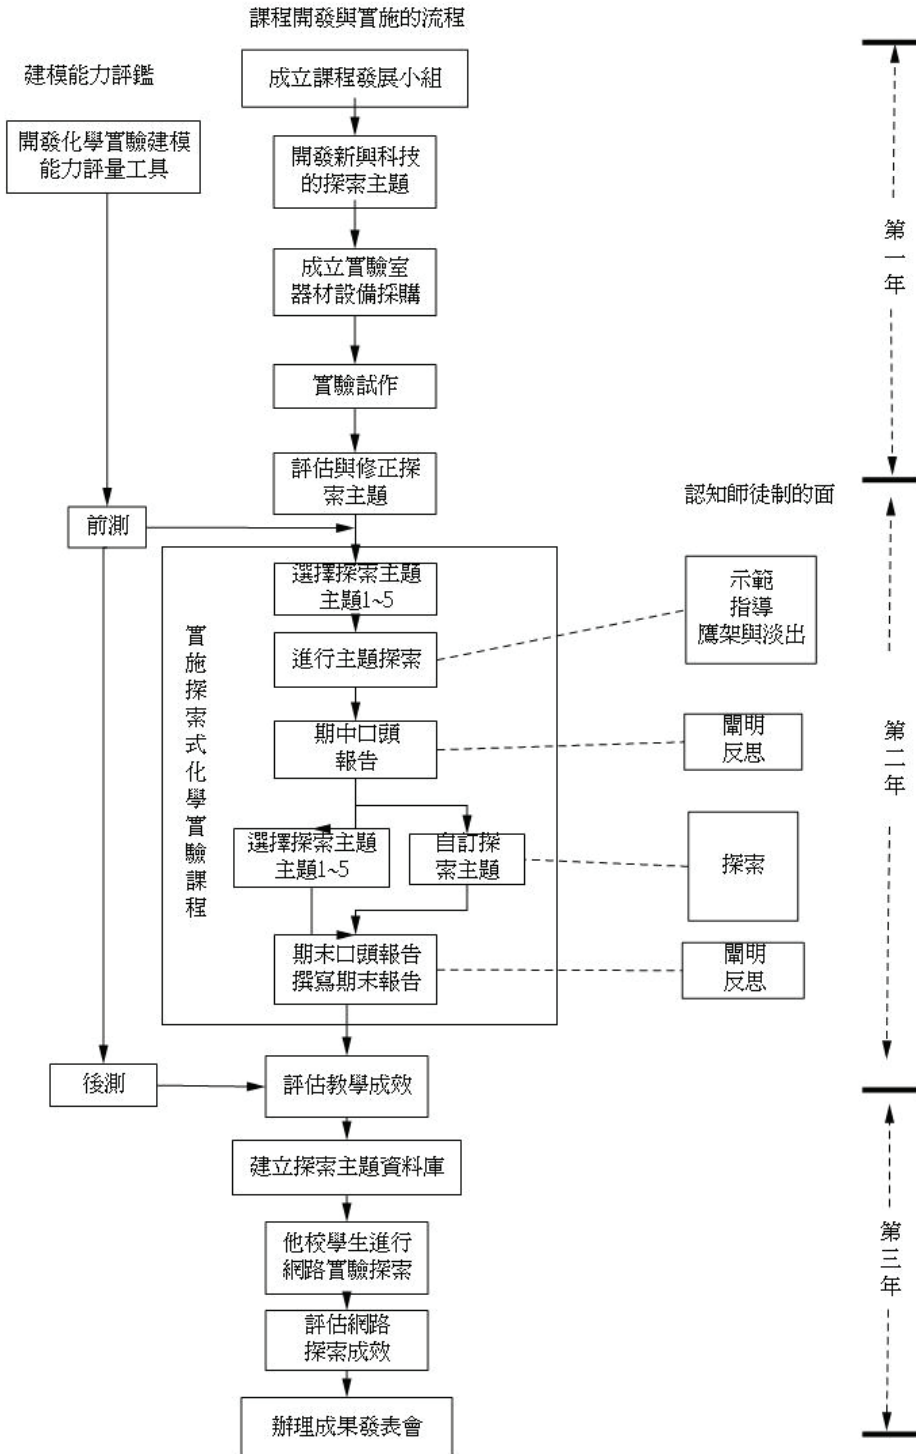 課程開發與實施的流程
建模能力評鑑
成立課程發展小組
開發化學實驗建模
能力評量工具
開發新興科技
的探索主題
成立實驗室
器材設備採購
實驗試作
評估與修正探
索主題
第
一
年
認知師徒制的面
前測
選擇探索主題
主題1~5
進行主題探索
示範
指導
鷹架與淡出
實
施
探
索
式
化
學
實
驗
課
程
期中口頭
報告
闡明
反思
選擇探索主題
主題1~5
自訂探
索主題
探索
期末口頭報告
撰寫期末報告
闡明
反思
第
二
年
後測
評估教學成效
建立探索主題資料庫
他校學生進行
網路實驗探索
評估網路
探索成效
辦理成果發表會
第
三
年